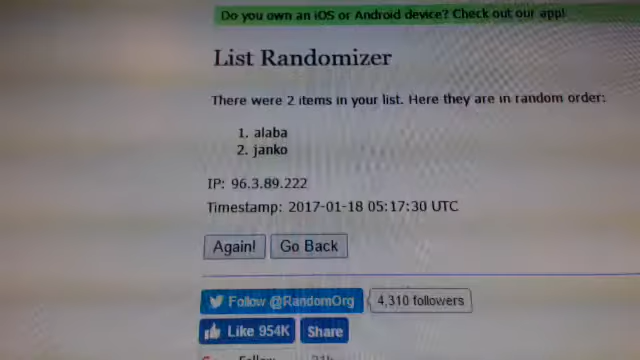 Do you own an iOS or Android device? Check out our app!
List Randomizer
There were 2 items in your list. Here they are in random order:
1. alaba
2. janko
IP: 96.3.89.222
Timestamp: 2017-01-18 05:17:30 UTC
Again! Go Back
Follow @RandomOrg 4,310 followers
Like 954K Share
Follow